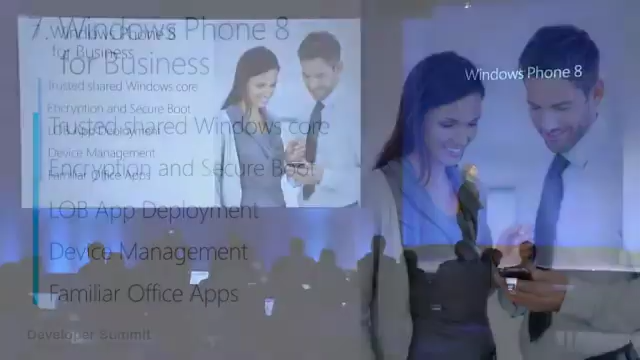 7. Windows Phone 8
for Business
Trusted shared Windows core
Encryption and Secure Boot
LOB App Deployment
Device Management
Familiar Office Apps
Developer Summit
Windows Phone 8
for Business
Trusted shared Windows core
Encryption and Secure Boot
LOB App Deployment
Device Management
Familiar Office Apps
Windows Phone 8